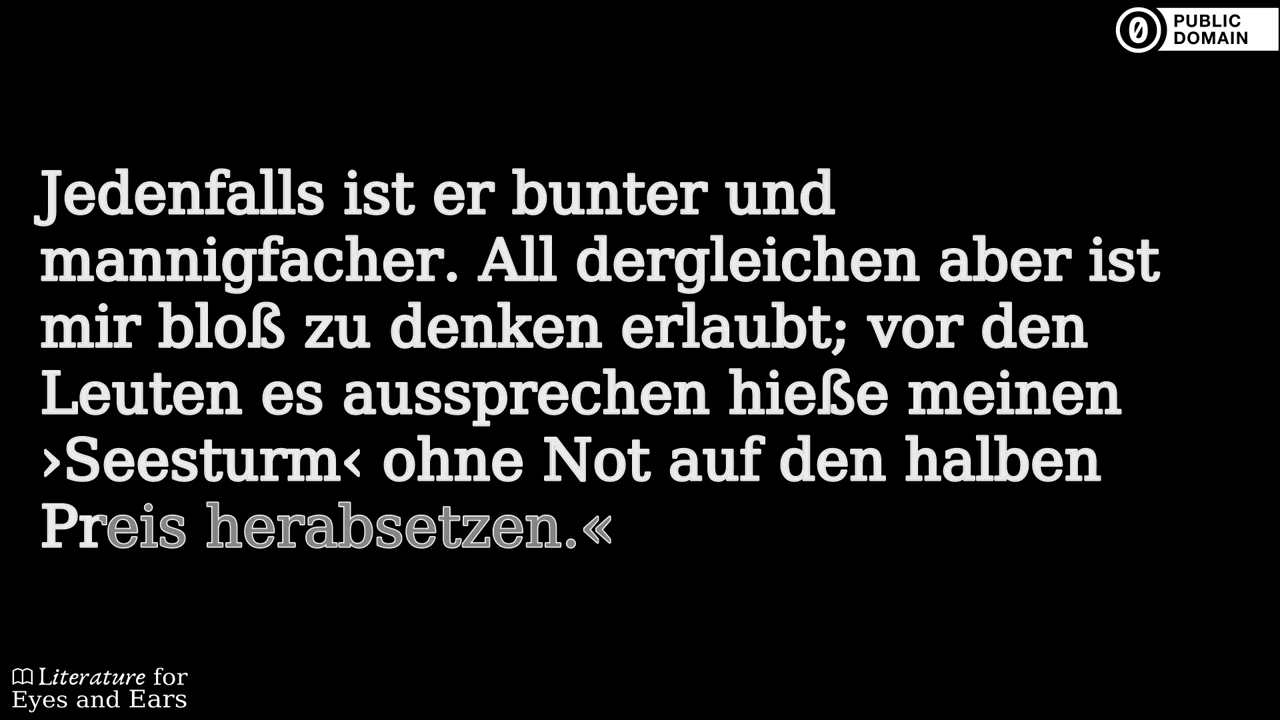 PUBLIC
DOMAIN
Jedenfalls ist er bunter und
mannigfacher. All dergleichen aber ist
mir bloß zu denken erlaubt; vor den
Leuten es aussprechen hieße meinen
›Seesturm‹ ohne Not auf den halben
Preis herabsetzen.«
Literature for
Eyes and Ears